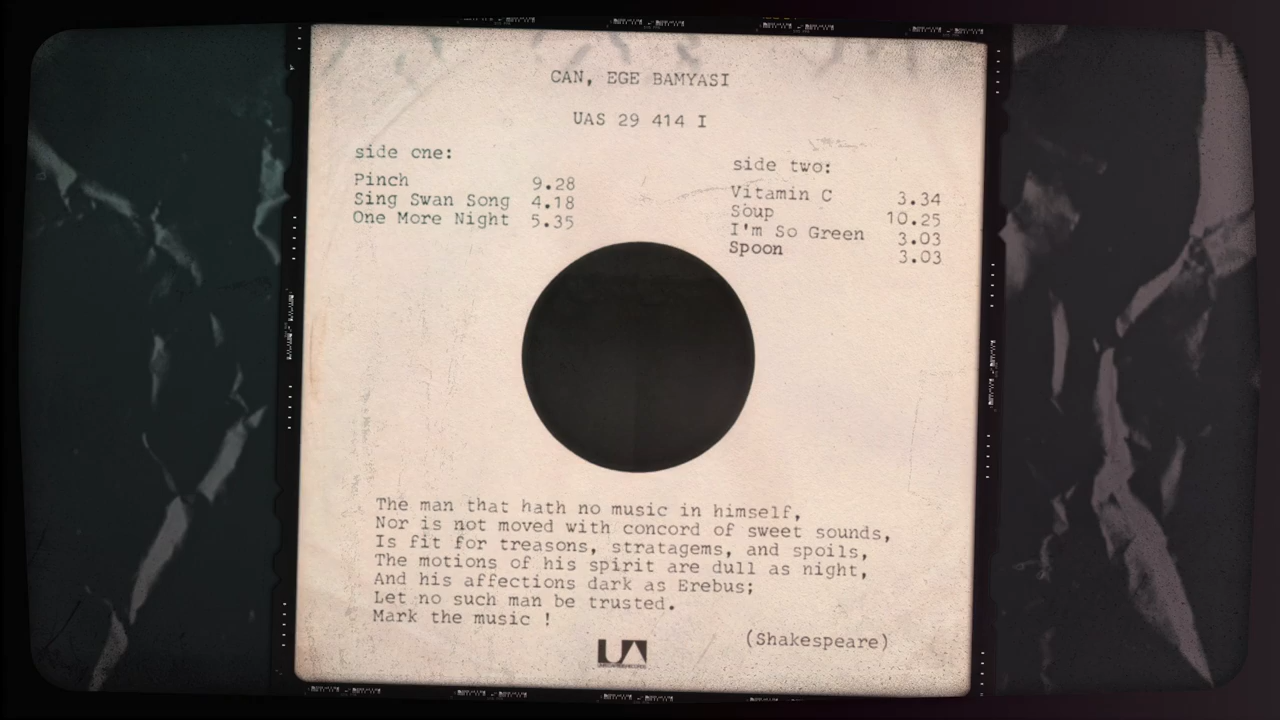 CAN, EGE BAMYASI
UAS 29 414 I
side one:
Pinch 9.28
Sing Swan Song 4.18
One More Night 5.35
side two:
Vitamin C 3.34
Soup 10.25
I'm So Green 3.03
Spoon 3.03
The man that hath no music in himself,
Nor is not moved with concord of sweet sounds,
Is fit for treasons, stratagems, and spoils,
The motions of his spirit are dull as night,
And his affections dark as Erebus;
Let no such man be trusted.
Mark the music !
(Shakespeare)
UA